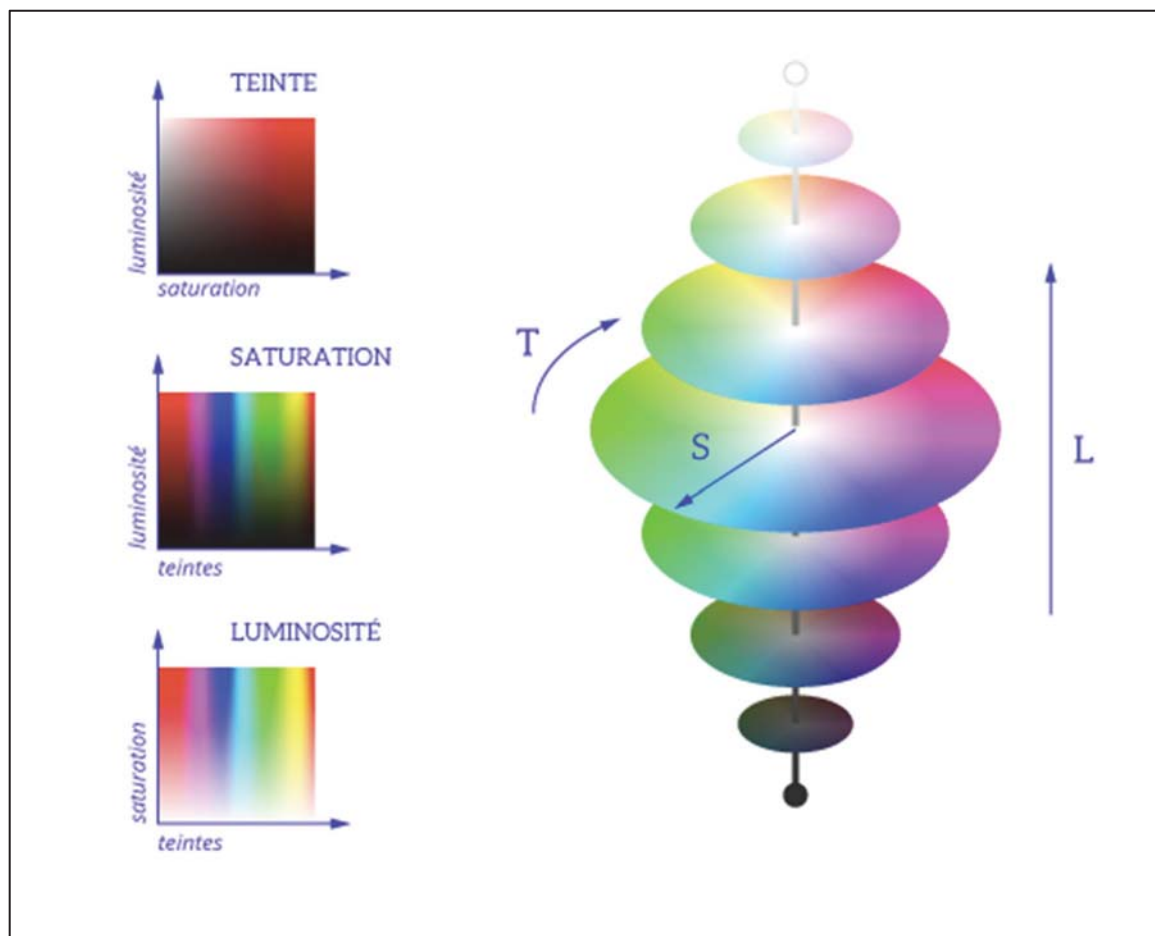 TEINTE
luminosité
saturation
SATURATION
luminosité
teintes
LUMINOSITÉ
saturation
teintes
T
S
L